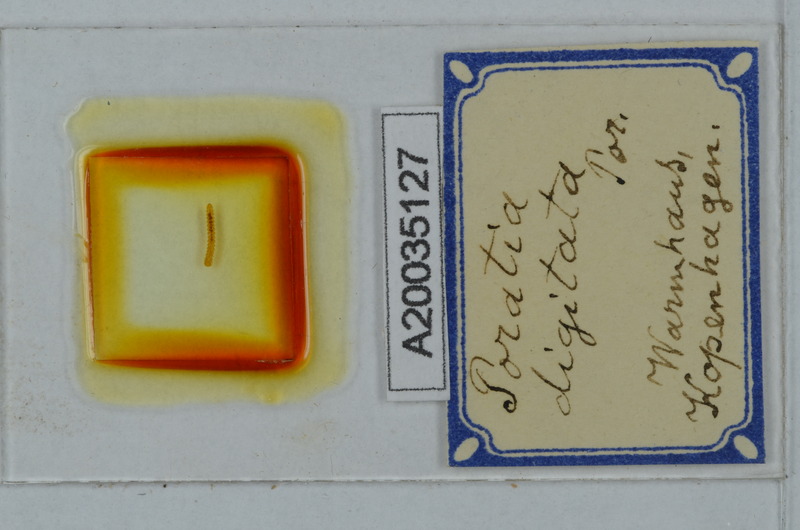 A20035127
Poratia
digitata
Por.
Warmhaus,
Kopenhagen.